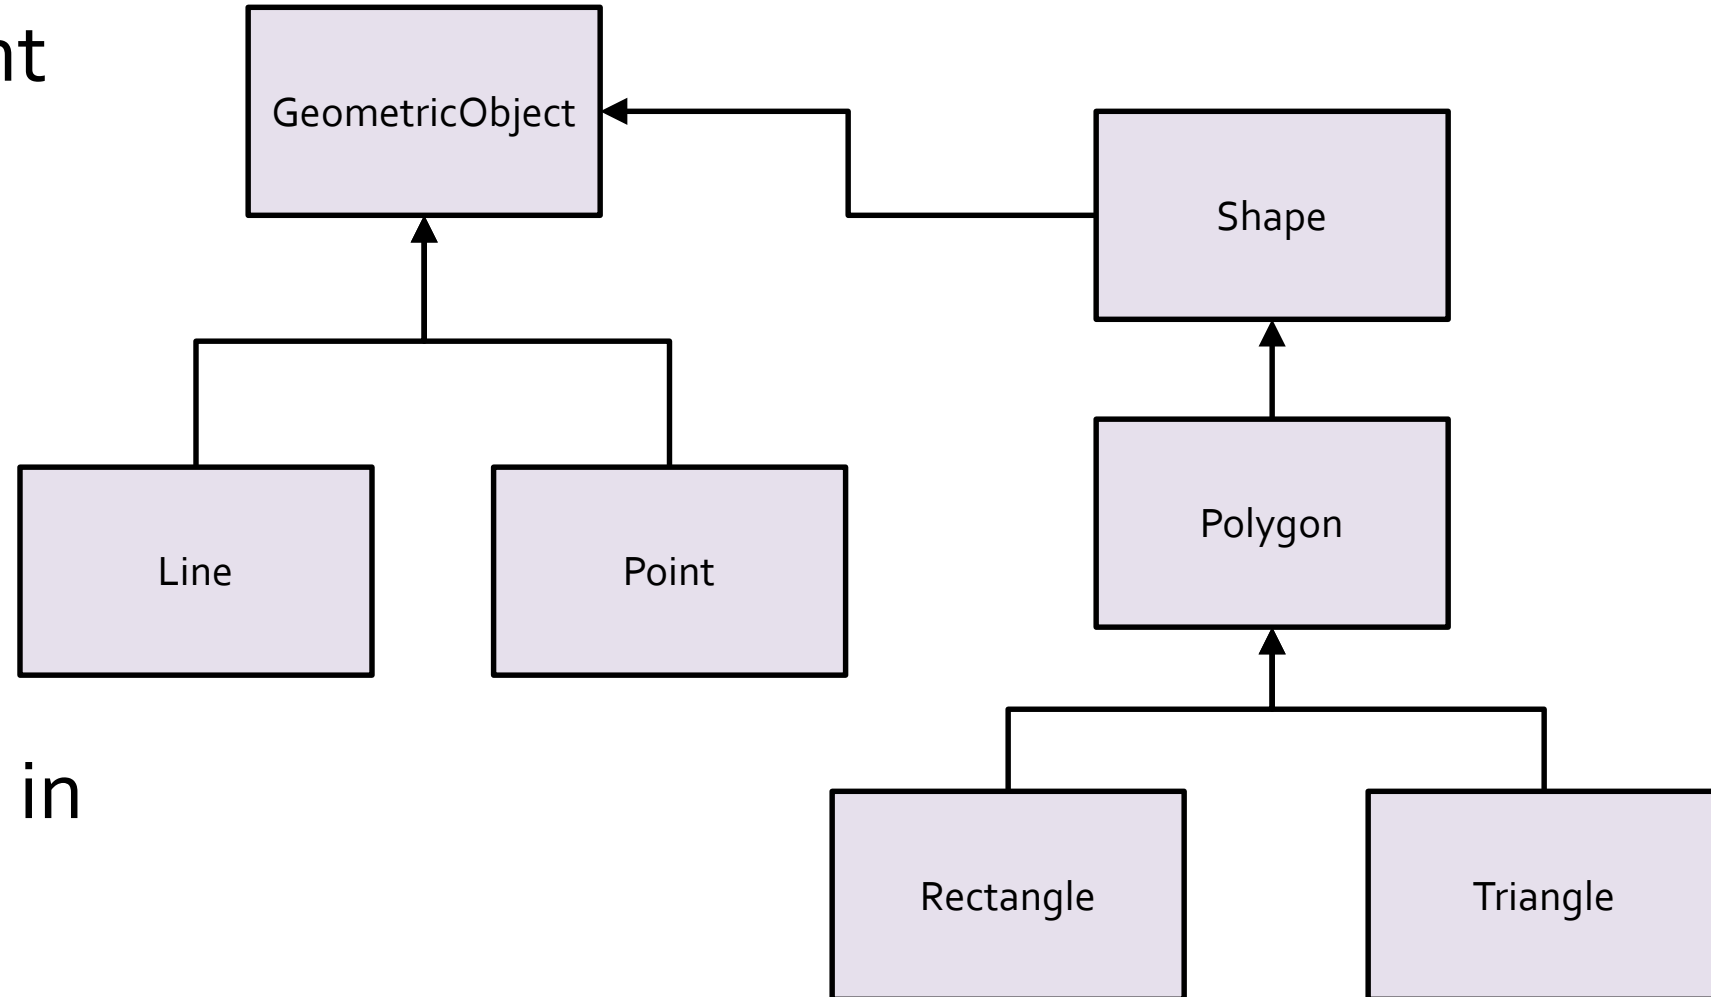 nt
GeometricObject
Shape
Polygon
Line
Point
in
Rectangle
Triangle